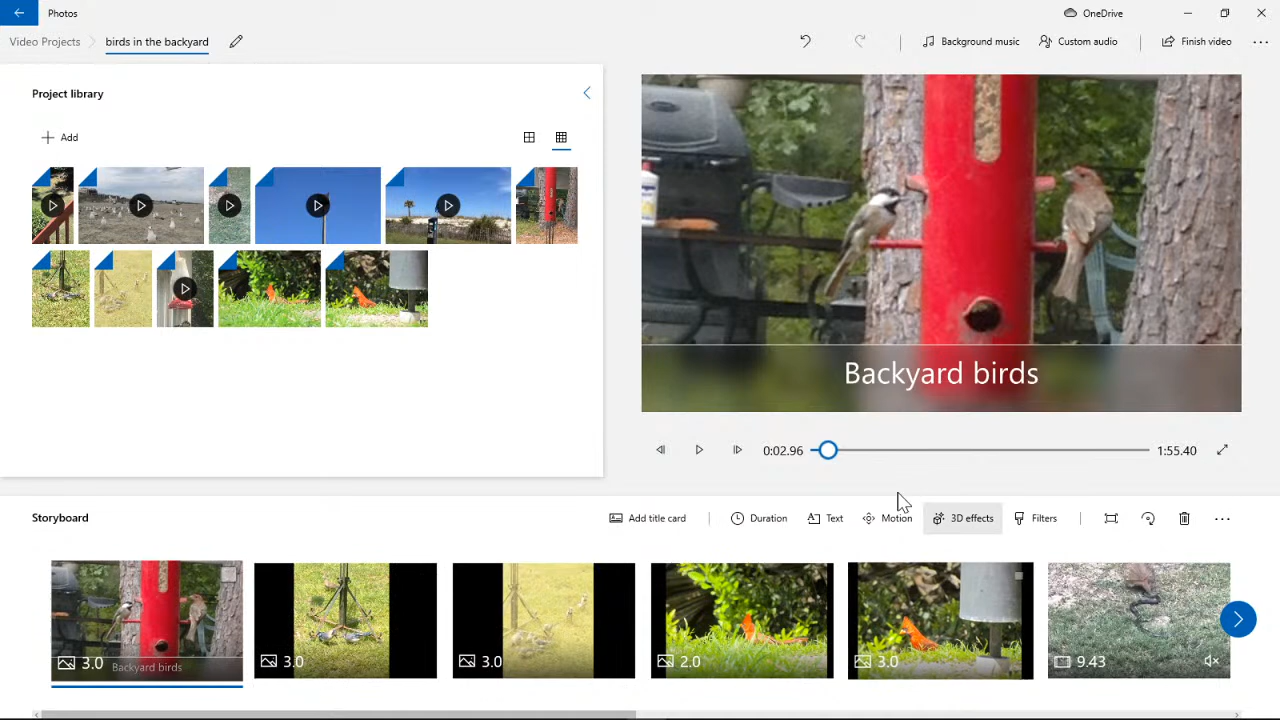 Photos
OneDrive
Video Projects
birds in the backyard
Background music
Custom audio
Finish video
Project library
Add
Backyard birds
0:02.96
1:55.40
Storyboard
Add title card
Duration
Text
Motion
3D effects
Filters
3.0
Backyard birds
3.0
3.0
2.0
3.0
9.43